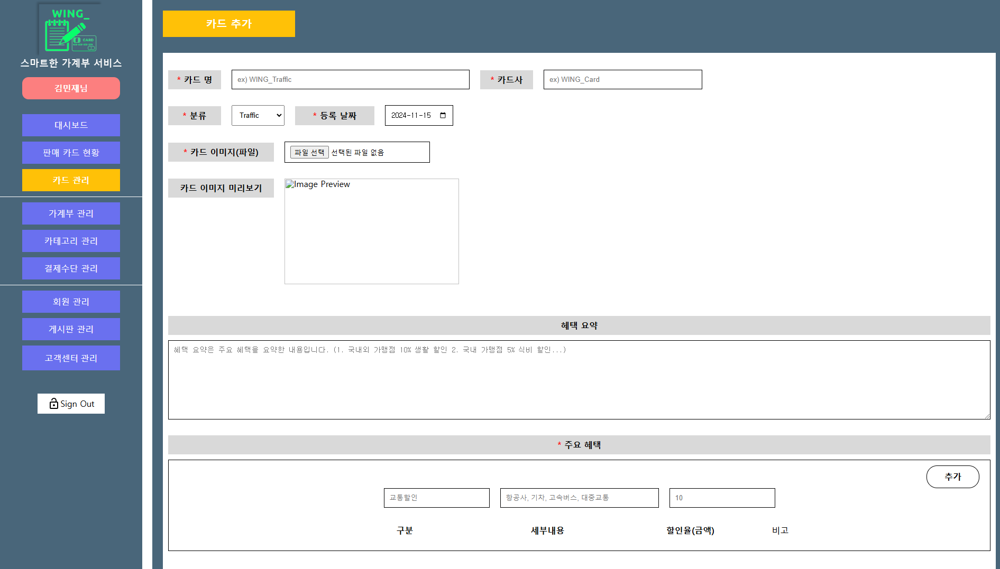 WING_
CARD
스마트한 가계부 서비스
김민재님
대시보드
판매 카드 현황
카드 관리
가계부 관리
카테고리 관리
결제수단 관리
회원 관리
게시판 관리
고객센터 관리
Sign Out
카드 추가
* 카드 명
ex) WING_Traffic
* 카드사
ex) WING_Card
* 분류
Traffic
* 등록 날짜
2024-11-15
* 카드 이미지(파일)
파일 선택 선택된 파일 없음
카드 이미지 미리보기
Image Preview
혜택 요약
혜택 요약은 주요 혜택을 요약한 내용입니다. (1. 국내외 가맹점 10% 생활 할인 2. 국내 가맹점 5% 식비 할인...)
* 주요 혜택
추가
교통할인
항공사, 기차, 고속버스, 대중교통
10
구분
세부내용
할인율(금액)
비고